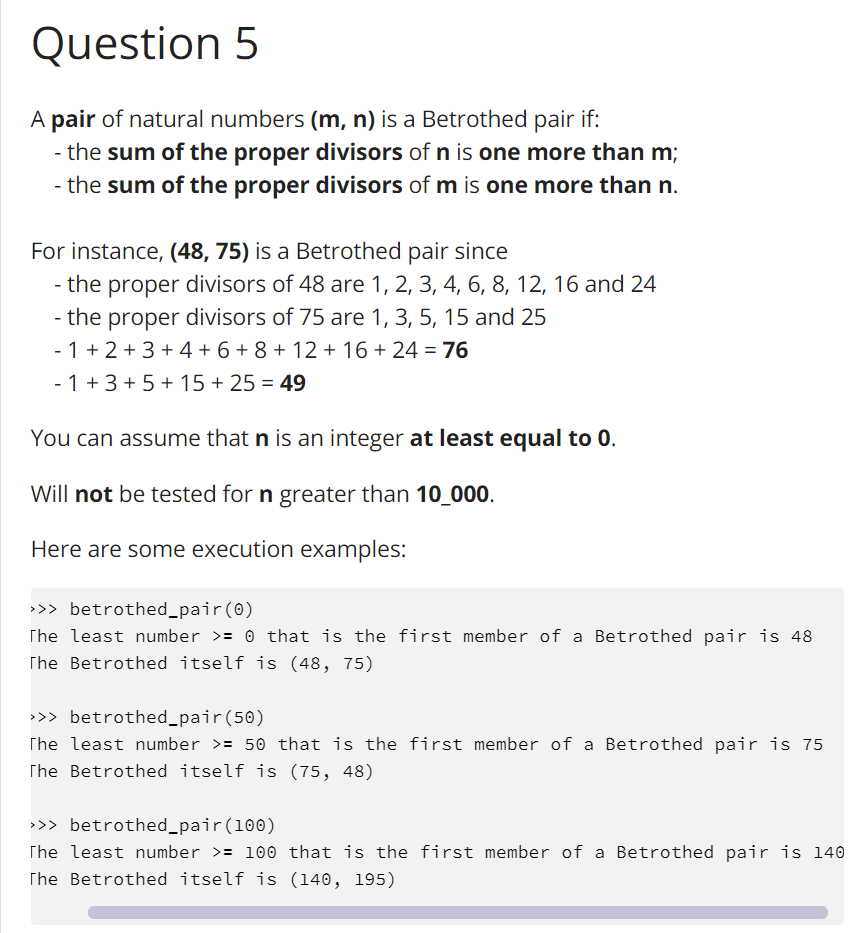 Question 5
A pair of natural numbers (m, n) is a Betrothed pair if:
- the sum of the proper divisors of n is one more than m;
- the sum of the proper divisors of m is one more than n.
For instance, (48, 75) is a Betrothed pair since
- the proper divisors of 48 are 1, 2, 3, 4, 6, 8, 12, 16 and 24
- the proper divisors of 75 are 1, 3, 5, 15 and 25
- 1 + 2 + 3 + 4 + 6 + 8 + 12 + 16 + 24 = 76
- 1 + 3 + 5 + 15 + 25 = 49
You can assume that n is an integer at least equal to 0.
Will not be tested for n greater than 10_000.
Here are some execution examples:
>>> betrothed_pair(0)
The least number >= 0 that is the first member of a Betrothed pair is 48
The Betrothed itself is (48, 75)
>>> betrothed_pair(50)
The least number >= 50 that is the first member of a Betrothed pair is 75
The Betrothed itself is (75, 48)
>>> betrothed_pair(100)
The least number >= 100 that is the first member of a Betrothed pair is 140
The Betrothed itself is (140, 195)